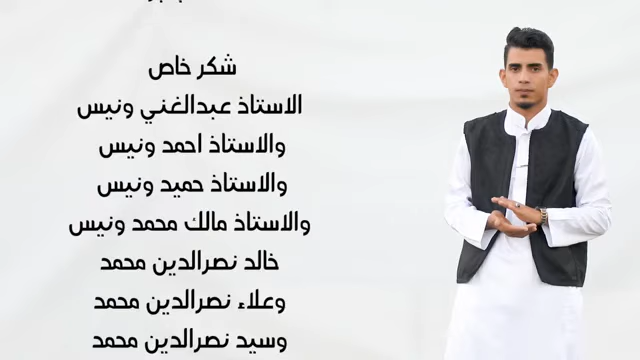 شكر خاص
الاستاذ عبدالغني ونيس
والاستاذ احمد ونيس
والاستاذ حميد ونيس
والاستاذ مالك محمد ونيس
خالد نصرالدين محمد
وعلاء نصرالدين محمد
وسيد نصرالدين محمد